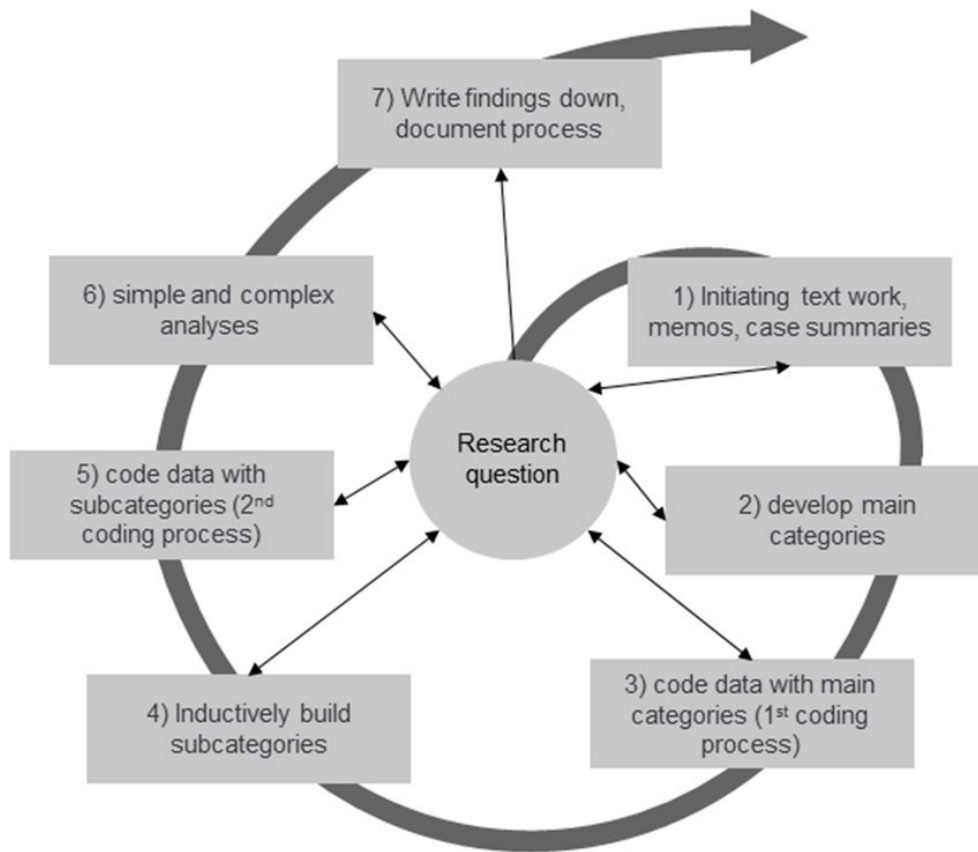 7) Write findings down,
document process
6) simple and complex
analyses
1) Initiating text work,
memos, case summaries
Research
question
5) code data with
subcategories (2nd
coding process)
2) develop main
categories
4) Inductively build
subcategories
3) code data with main
categories (1st coding
process)